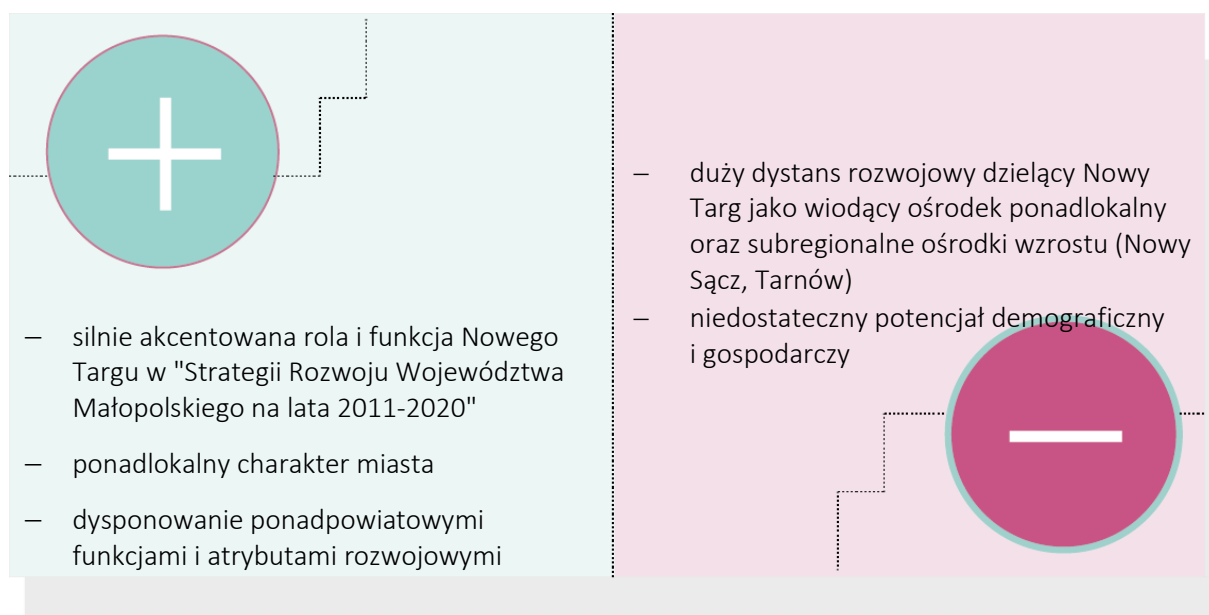 – silnie akcentowana rola i funkcja Nowego
Targu w "Strategii Rozwoju Województwa
Małopolskiego na lata 2011-2020"
– ponadlokalny charakter miasta
– dysponowanie ponadpowiatowymi
funkcjami i atrybutami rozwojowymi
– duży dystans rozwojowy dzielący Nowy
Targ jako wiodący ośrodek ponadlokalny
oraz subregionalne ośrodki wzrostu (Nowy
Sącz, Tarnów)
– niedostateczny potencjał demograficzny
i gospodarczy